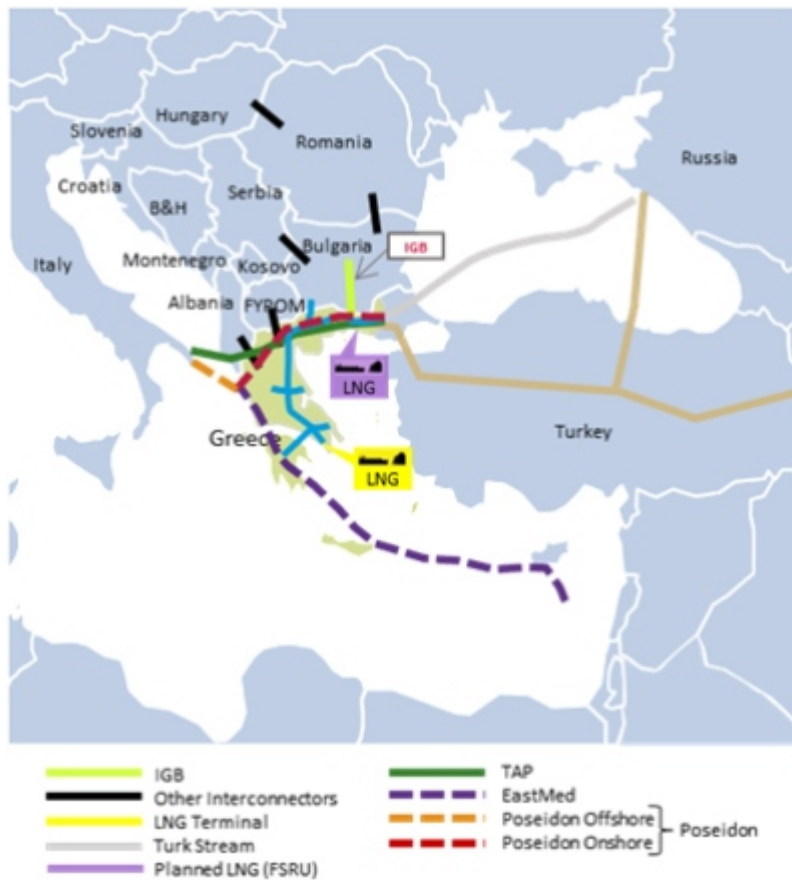 Hungary
Slovenia
Romania
Russia
Croatia
Serbia
B&H
Bulgaria
IGB
Italy
Montenegro
Kosovo
Albania
FYROM
LNG
Turkey
Greece
LNG
IGB
Other Interconnectors
LNG Terminal
Turk Stream
Planned LNG (FSRU)
TAP
EastMed
Poseidon Offshore
Poseidon Onshore
Poseidon